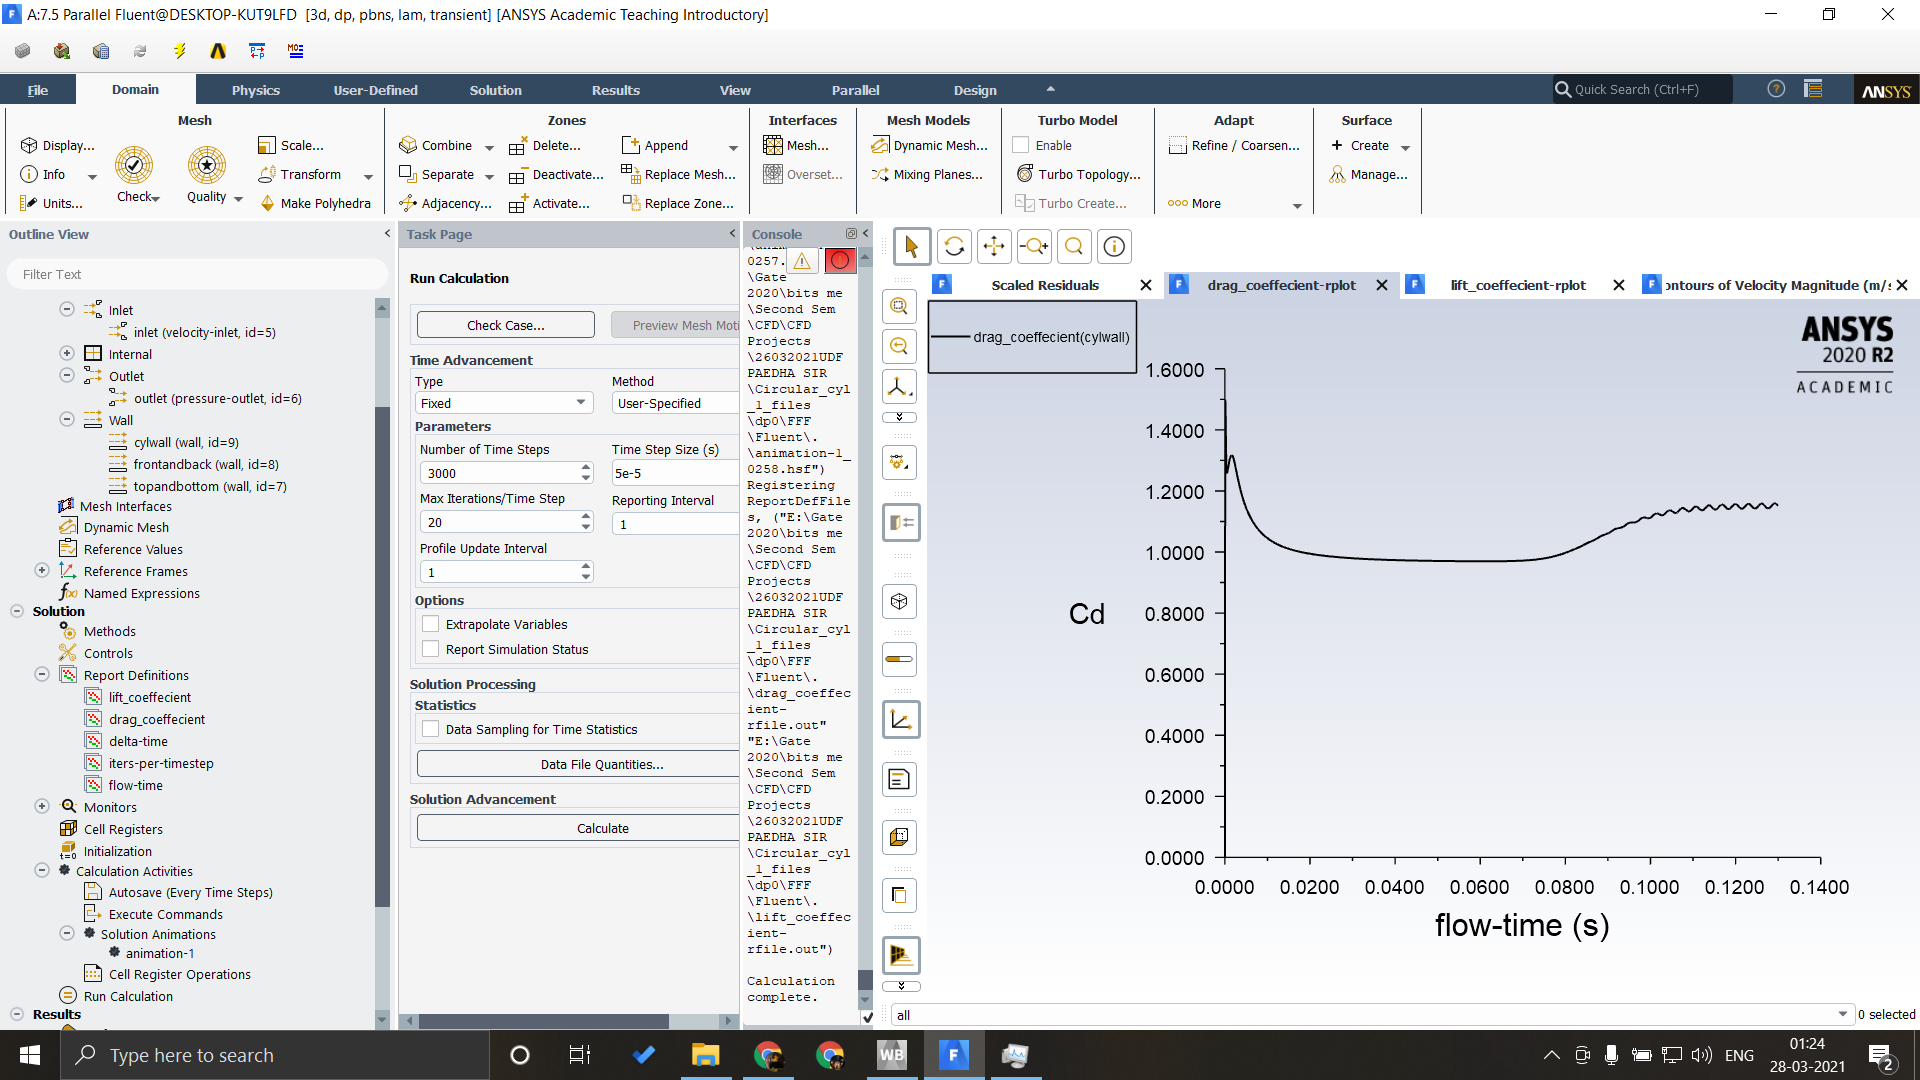 A:7.5 Parallel Fluent@DESKTOP-KUT9LFD [3d, dp, pbns, lam, transient] [ANSYS Academic Teaching Introductory]
File Domain Physics User-Defined Solution Results View Parallel Design
Quick Search (Ctrl+F)
ANSYS
Mesh
Display...
Info
Units...
Check
Quality
Scale...
Transform
Make Polyhedra
Zones
Combine
Separate
Adjacency...
Delete...
Deactivate...
Activate...
Append
Replace Mesh...
Replace Zone...
Interfaces
Mesh...
Overset...
Mesh Models
Dynamic Mesh...
Mixing Planes...
Turbo Model
Enable
Turbo Topology...
Turbo Create...
Adapt
Refine / Coarsen...
More
Surface
Create
Manage...
Outline View
Filter Text
Inlet
inlet (velocity-inlet, id=5)
Internal
Outlet
outlet (pressure-outlet, id=6)
Wall
cylwall (wall, id=9)
frontandback (wall, id=8)
topandbottom (wall, id=7)
Mesh Interfaces
Dynamic Mesh
Reference Values
Reference Frames
Named Expressions
Solution
Methods
Controls
Report Definitions
lift_coeffecient
drag_coeffecient
delta-time
iters-per-timestep
flow-time
Monitors
Cell Registers
Initialization
Calculation Activities
Autosave (Every Time Steps)
Execute Commands
Solution Animations
animation-1
Cell Register Operations
Run Calculation
Results
Task Page
Run Calculation
Check Case...
Preview Mesh Moti
Time Advancement
Type
Method
Fixed
User-Specified
Parameters
Number of Time Steps
Time Step Size (s)
3000
5e-5
Max Iterations/Time Step
Reporting Interval
20
1
Profile Update Interval
1
Options
Extrapolate Variables
Report Simulation Status
Solution Processing
Statistics
Data Sampling for Time Statistics
Data File Quantities...
Solution Advancement
Calculate
Console
0257.
\Gate
2020\bits me
\Second Sem
\CFD\CFD
Projects
\26032021UDF
PAEDHA SIR
\Circular_cyl
_1_files
\dp0\FFF
\Fluent\.
\animation-1_
0258.hsf")
Registering
ReportDefFile
s, ("E:\Gate
2020\bits me
\Second Sem
\CFD\CFD
Projects
\26032021UDF
PAEDHA SIR
\Circular_cyl
_1_files
\dp0\FFF
\Fluent\.
\drag_coeffec
ient-
rfile.out"
"E:\Gate
2020\bits me
\Second Sem
\CFD\CFD
Projects
\26032021UDF
PAEDHA SIR
\Circular_cyl
_1_files
\dp0\FFF
\Fluent\.
\lift_coeffec
ient-
rfile.out")
Calculation
complete.
Scaled Residuals
drag_coeffecient-rplot
lift_coeffecient-rplot
ontours of Velocity Magnitude (m/s
drag_coeffecient(cylwall)
ANSYS
2020 R2
ACADEMIC
1.6000
1.4000
1.2000
1.0000
0.8000
0.6000
0.4000
0.2000
0.0000
Cd
0.0000 0.0200 0.0400 0.0600 0.0800 0.1000 0.1200 0.1400
flow-time (s)
all
0 selected
Type here to search
WB
F
ENG
01:24
28-03-2021
2